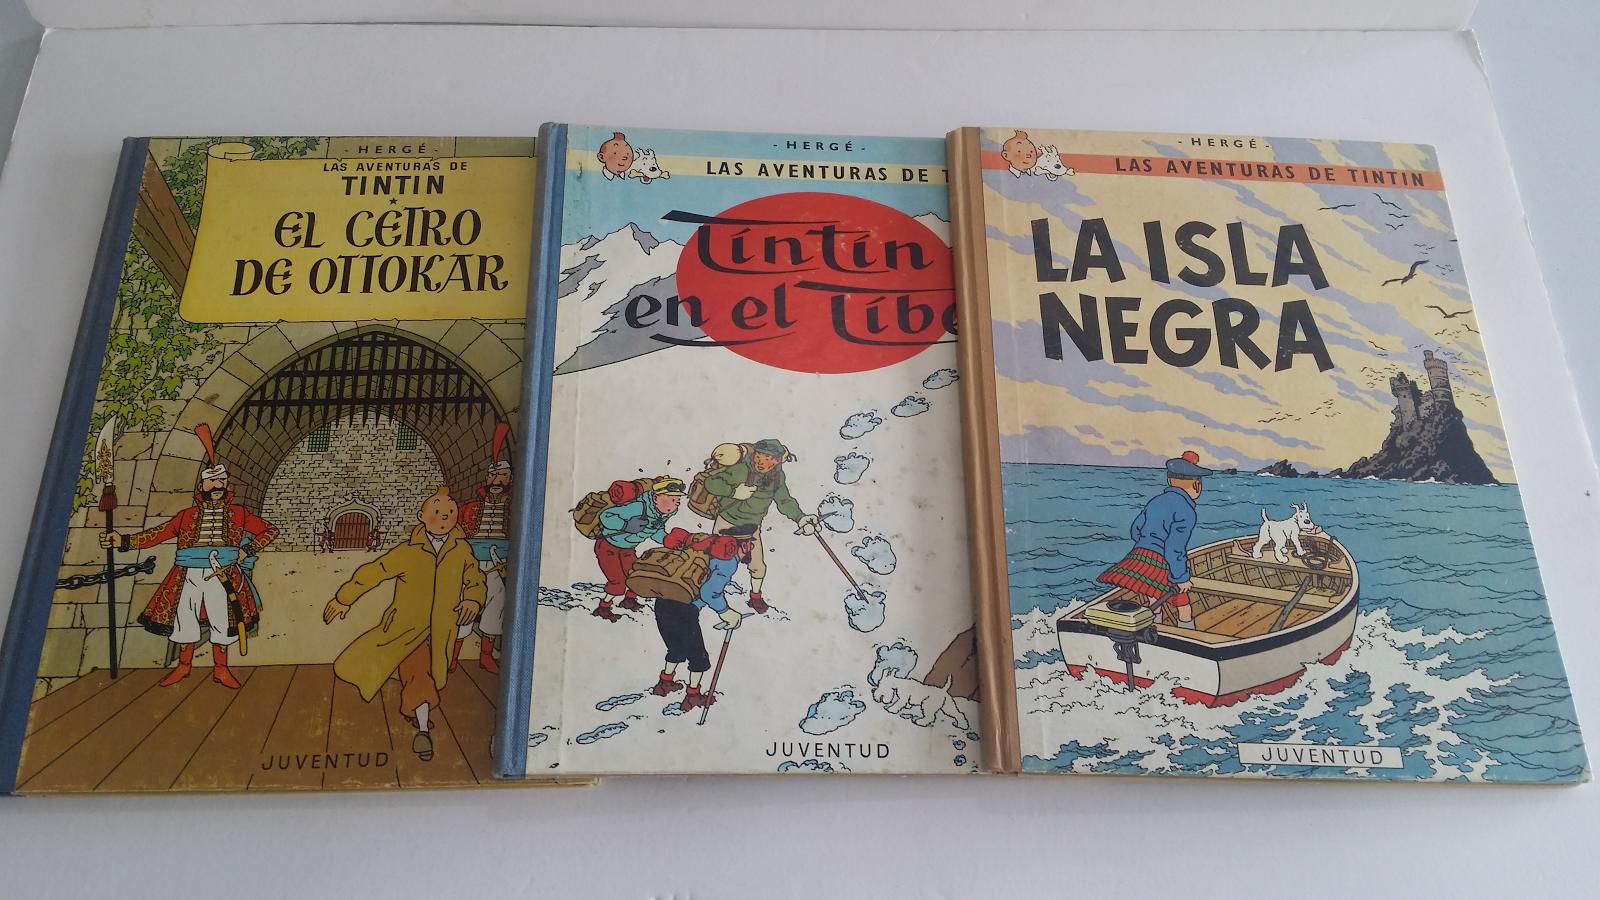 - HERGÉ -
LAS AVENTURAS DE
TINTIN
EL CETRO
DE OTTOKAR
JUVENTUD
- HERGÉ -
LAS AVENTURAS DE T
Tintín
en el Tíbe
JUVENTUD
- HERGÉ -
LAS AVENTURAS DE TINTIN
LA ISLA
NEGRA
JUVENTUD